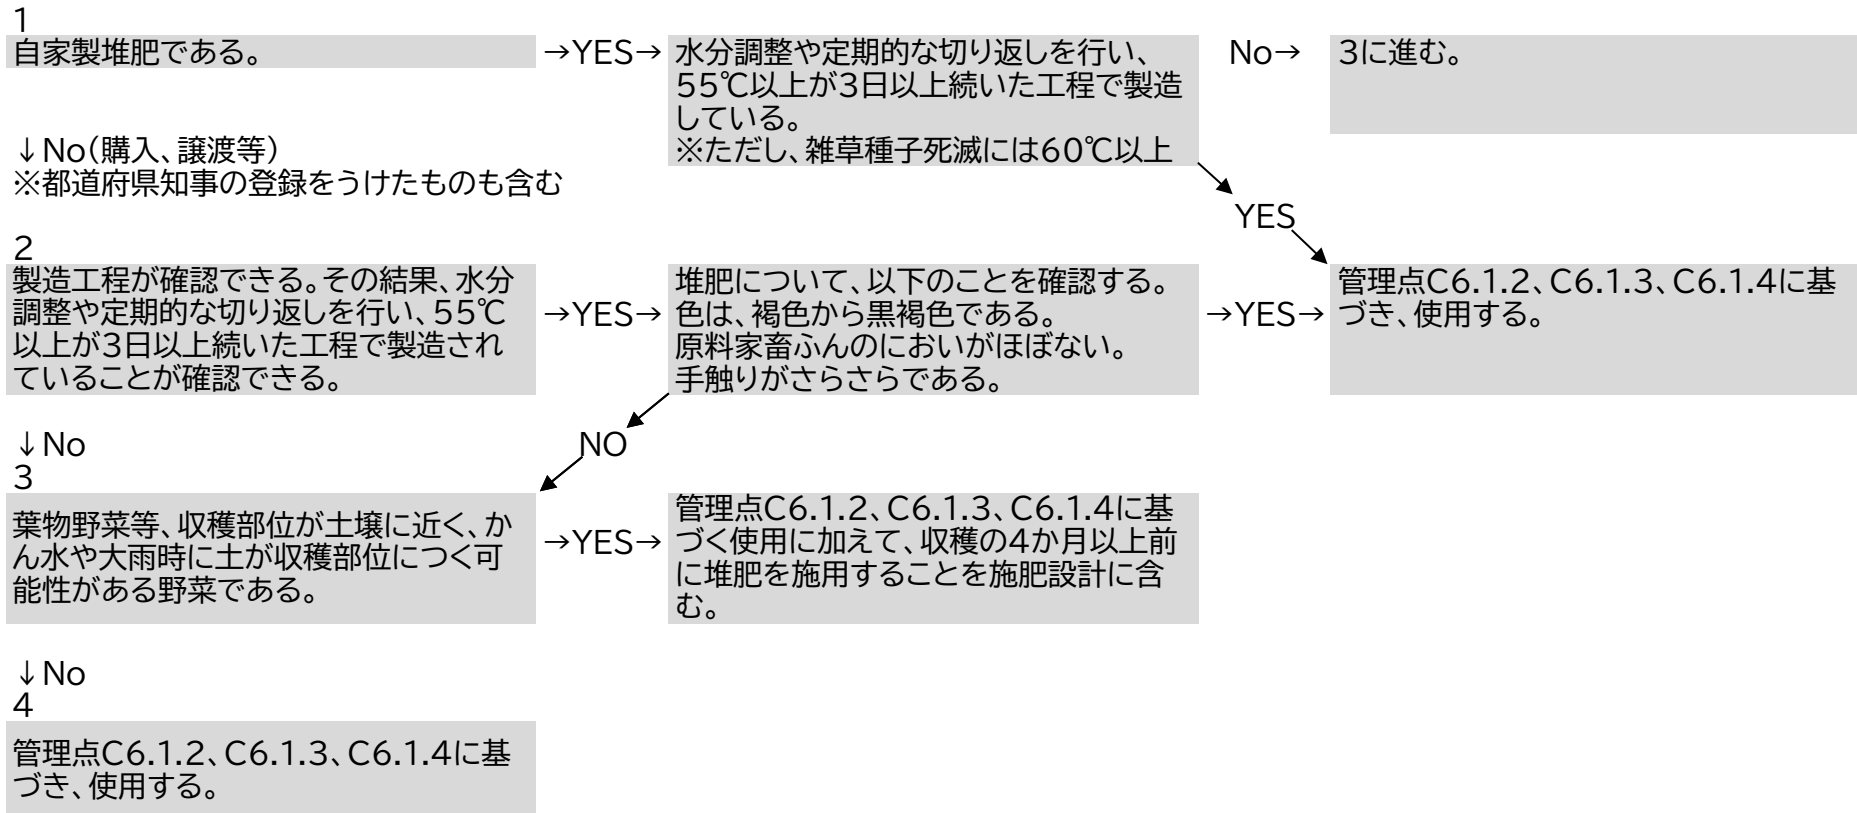 1
自家製堆肥である。
→YES→
水分調整や定期的な切り返しを行い、
55℃以上が3日以上続いた工程で製造
している。
※ただし、雑草種子死滅には60℃以上
No→
3に進む。
↓No(購入、譲渡等)
※都道府県知事の登録をうけたものも含む
YES
2
製造工程が確認できる。その結果、水分
調整や定期的な切り返しを行い、55℃
以上が3日以上続いた工程で製造され
ていることが確認できる。
→YES→
堆肥について、以下のことを確認する。
色は、褐色から黒褐色である。
原料家畜ふんのにおいがほぼない。
手触りがさらさらである。
→YES→
管理点C6.1.2、C6.1.3、C6.1.4に基
づき、使用する。
↓No
NO
3
葉物野菜等、収穫部位が土壌に近く、か
ん水や大雨時に土が収穫部位につく可
能性がある野菜である。
→YES→
管理点C6.1.2、C6.1.3、C6.1.4に基
づく使用に加えて、収穫の4か月以上前
に堆肥を施用することを施肥設計に含
む。
↓No
4
管理点C6.1.2、C6.1.3、C6.1.4に基
づき、使用する。